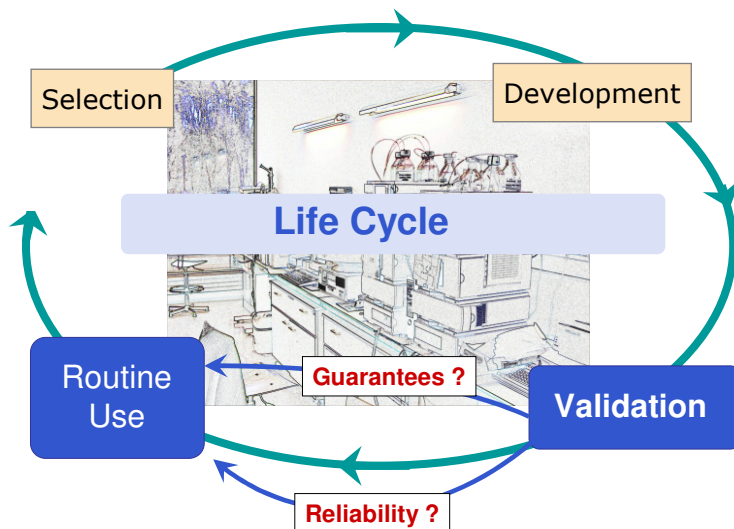 Selection
Development
Life Cycle
Routine
Use
Guarantees ?
Validation
Reliability ?